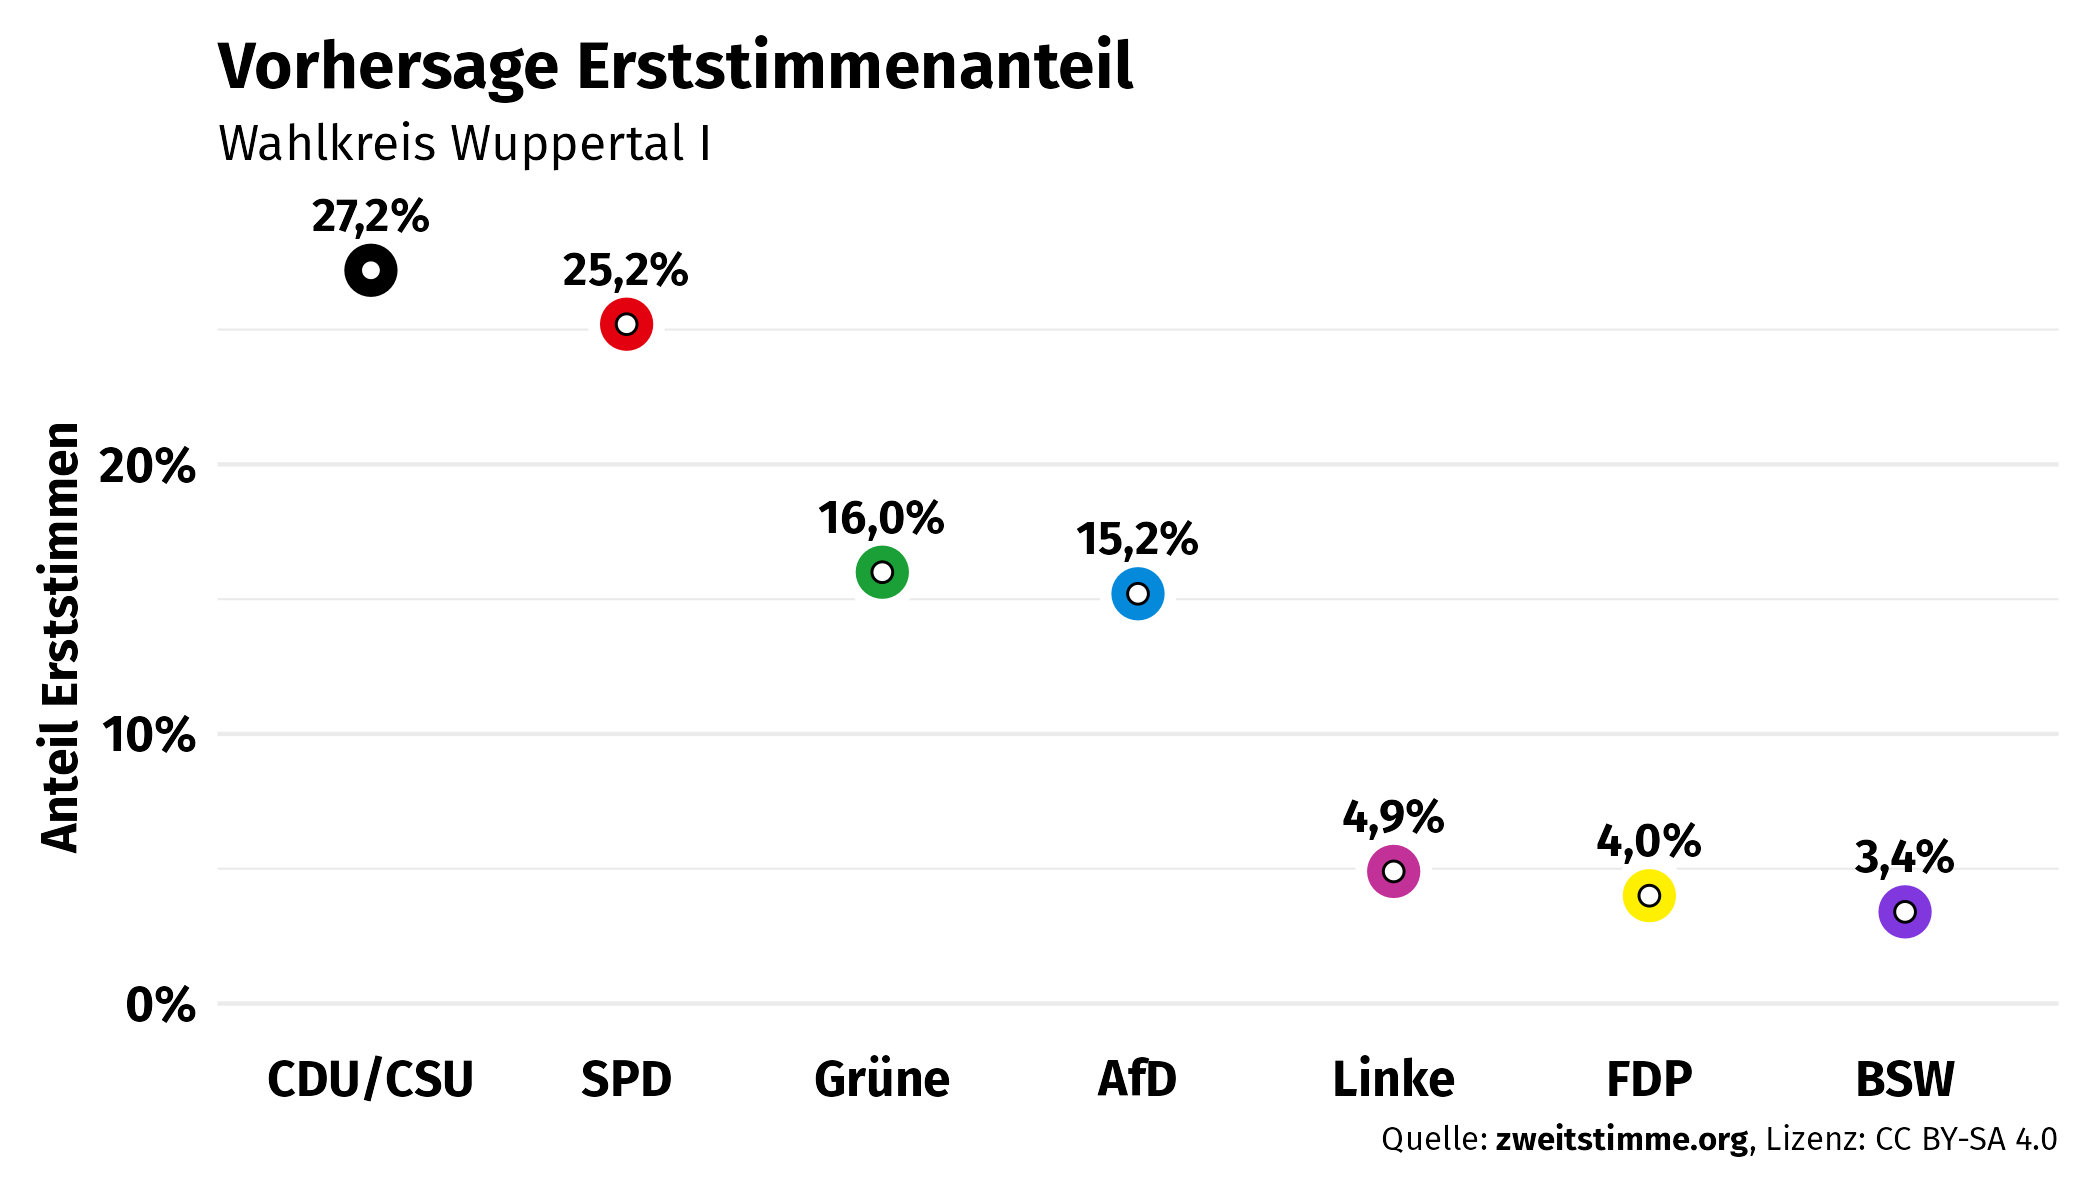 Vorhersage Erststimmenanteil
Wahlkreis Wuppertal I
27,2%
25,2%
16,0%
15,2%
4,9%
4,0%
3,4%
Anteil Erststimmen
20%
10%
0%
CDU/CSU SPD Grüne AfD Linke FDP BSW
Quelle: zweitstimme.org, Lizenz: CC BY-SA 4.0